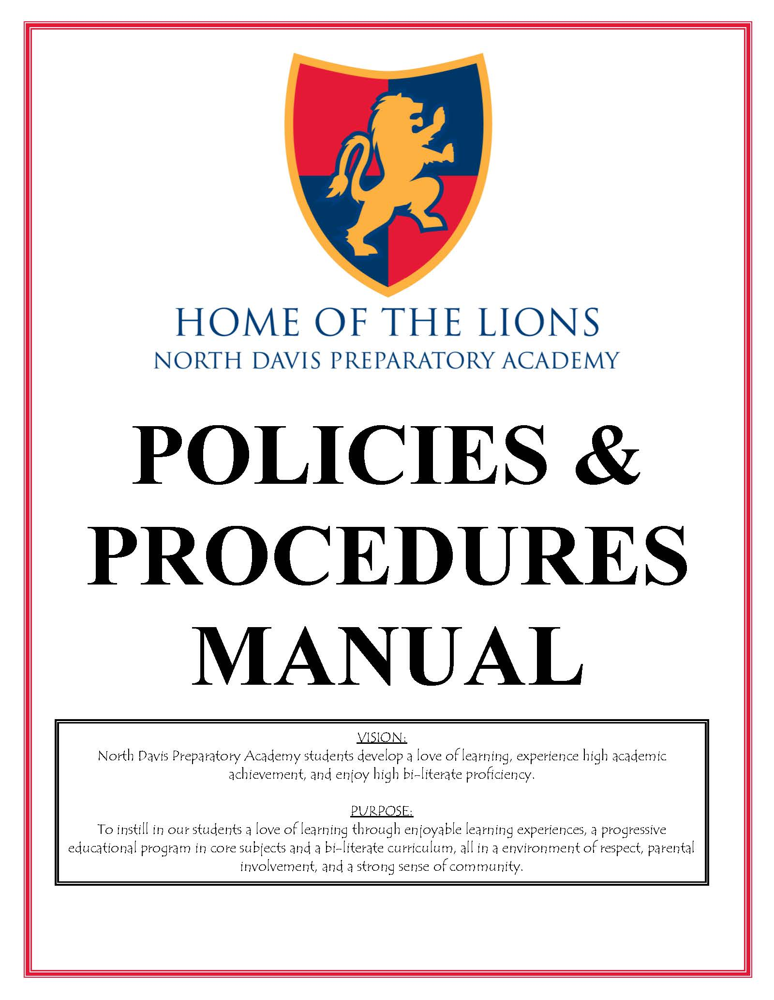 HOME OF THE LIONS
NORTH DAVIS PREPARATORY ACADEMY
POLICIES &
PROCEDURES
MANUAL
VISION:
North Davis Preparatory Academy students develop a love of learning, experience high academic
achievement, and enjoy high bi-literate proficiency.
PURPOSE:
To instill in our students a love of learning through enjoyable learning experiences, a progressive
educational program in core subjects and a bi-literate curriculum, all in a environment of respect, parental
involvement, and a strong sense of community.